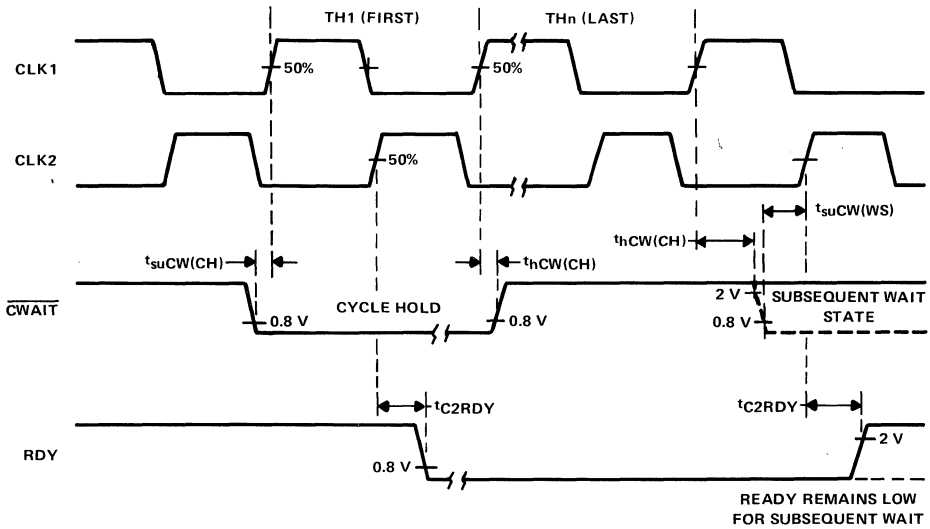 TH1 (FIRST)
THn (LAST)
CLK1
50%
50%
CLK2
50%
tsuCW(WS)
thCW(CH)
tsuCW(CH)
thCW(CH)
CWAIT
CYCLE HOLD
0.8 V
0.8 V
2 V
0.8 V
SUBSEQUENT WAIT
STATE
tC2RDY
tC2RDY
RDY
0.8 V
2 V
READY REMAINS LOW
FOR SUBSEQUENT WAIT